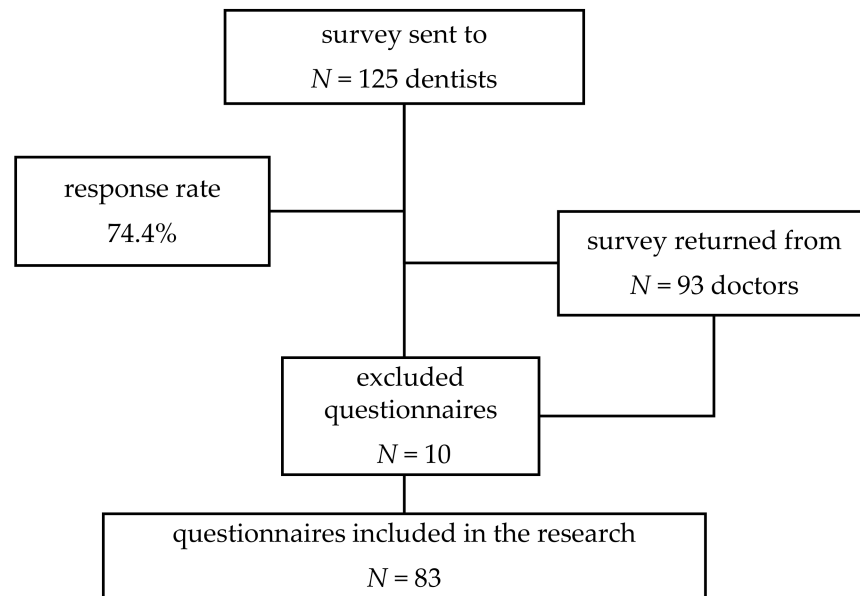 survey sent to
N = 125 dentists
response rate
74.4%
survey returned from
N = 93 doctors
excluded
questionnaires
N = 10
questionnaires included in the research
N = 83